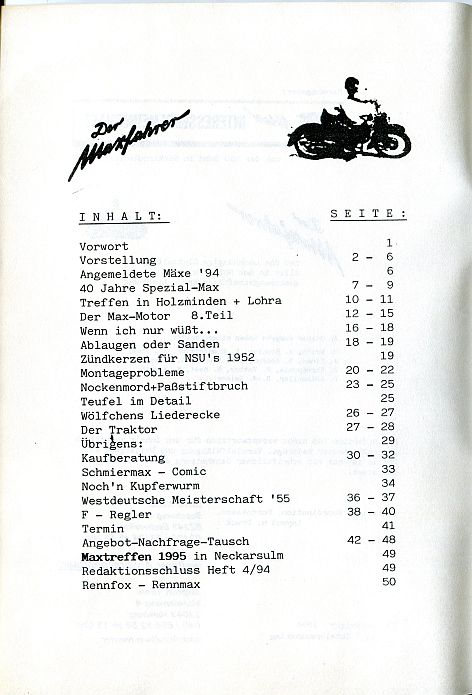 Der
Maxfahrer
INHALT: SEITE:
Vorwort 1
Vorstellung 2 - 6
Angemeldete Mäxe '94 6
40 Jahre Spezial-Max 7 - 9
Treffen in Holzminden + Lohra 10 - 11
Der Max-Motor 8.Teil 12 - 15
Wenn ich nur wüßt... 16 - 18
Ablaugen oder Sanden 18 - 19
Zündkerzen für NSU's 1952 19
Montageprobleme 20 - 22
Nockenmord+Paßstiftbruch 23 - 25
Teufel im Detail 25
Wölfchens Liederecke 26 - 27
Der Traktor 27 - 28
Übrigens: 29
Kaufberatung 30 - 32
Schmiermax - Comic 33
Noch'n Kupferwurm 34
Westdeutsche Meisterschaft '55 36 - 37
F - Regler 38 - 40
Termin 41
Angebot-Nachfrage-Tausch 42 - 48
Maxtreffen 1995 in Neckarsulm 49
Redaktionsschluss Heft 4/94 49
Rennfox - Rennmax 50